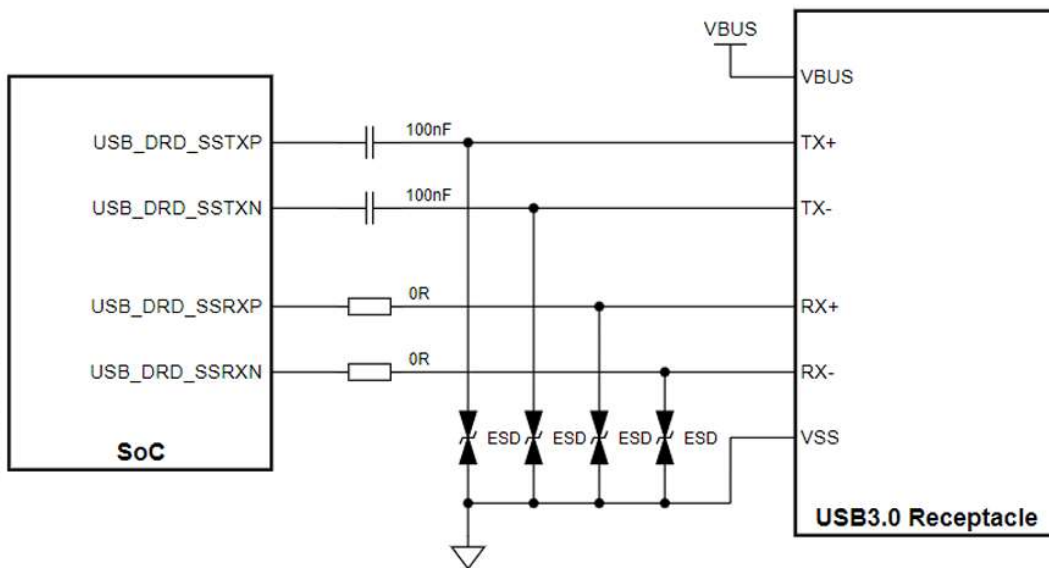 VBUS
VBUS
USB_DRD_SSTXP
100nF
TX+
USB_DRD_SSTXN
100nF
TX-
USB_DRD_SSRXP
0R
RX+
USB_DRD_SSRXN
0R
RX-
SoC
ESD
ESD
ESD
ESD
VSS
USB3.0 Receptacle